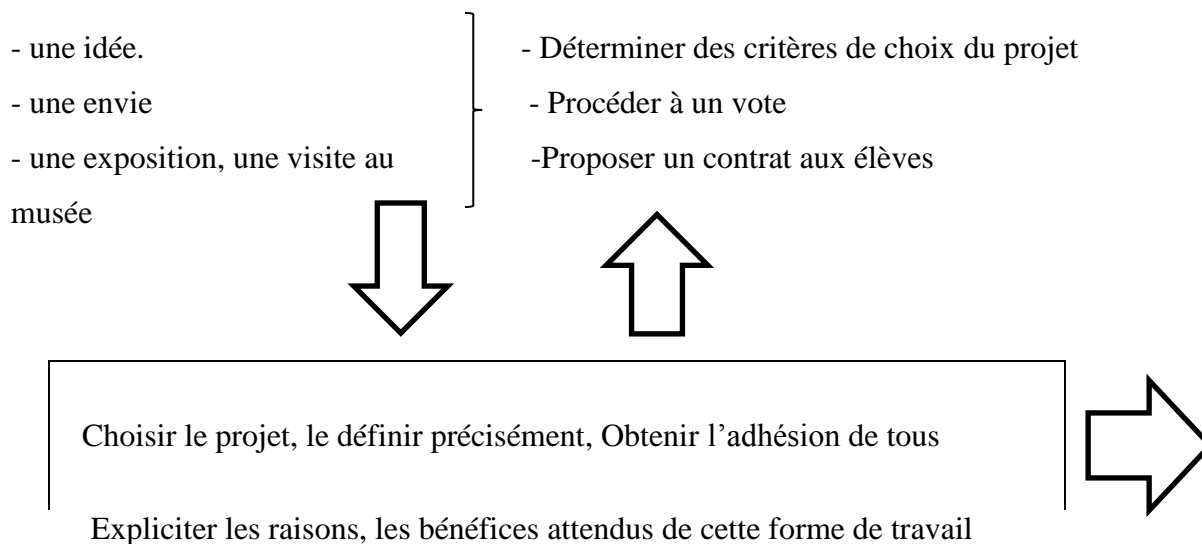 - une idée.
- une envie
- une exposition, une visite au
musée
- Déterminer des critères de choix du projet
- Procéder à un vote
-Proposer un contrat aux élèves
Choisir le projet, le définir précisément, Obtenir l’adhésion de tous
Expliciter les raisons, les bénéfices attendus de cette forme de travail